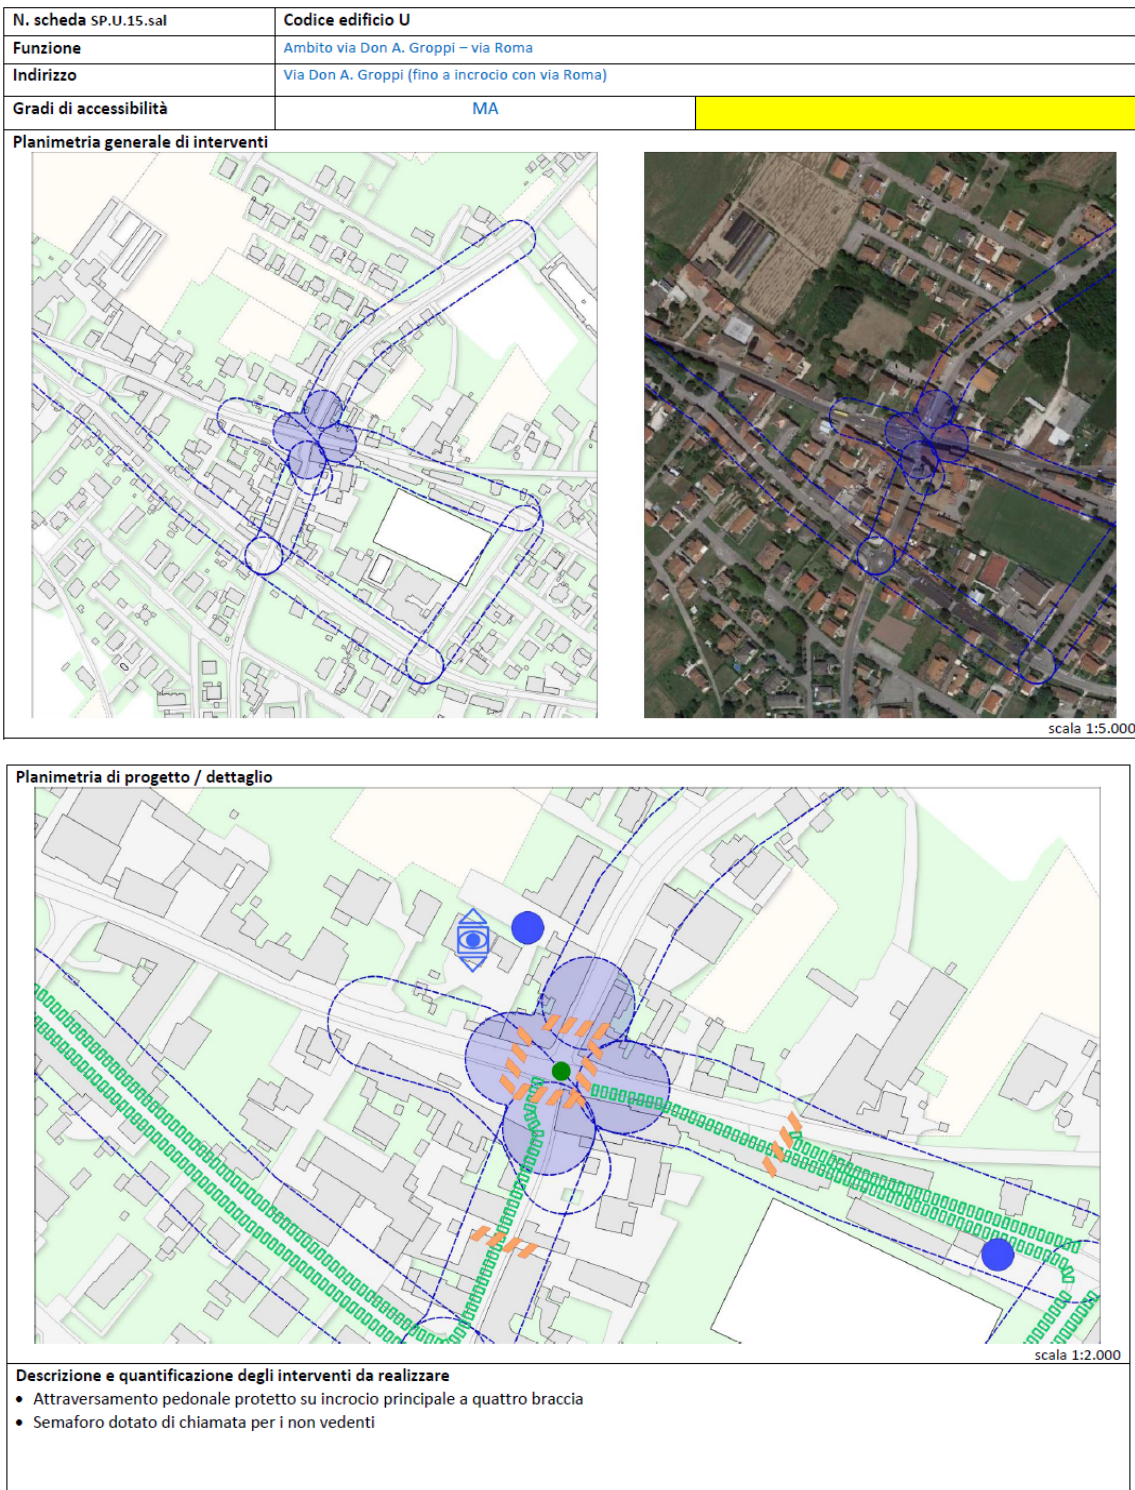 N. scheda SP.U.15.sal Codice edificio U
Funzione Ambito via Don A. Groppi – via Roma
Indirizzo Via Don A. Groppi (fino a incrocio con via Roma)
Gradi di accessibilità MA
Planimetria generale di interventi
scala 1:5.000
Planimetria di progetto / dettaglio
scala 1:2.000
Descrizione e quantificazione degli interventi da realizzare
• Attraversamento pedonale protetto su incrocio principale a quattro braccia
• Semaforo dotato di chiamata per i non vedenti